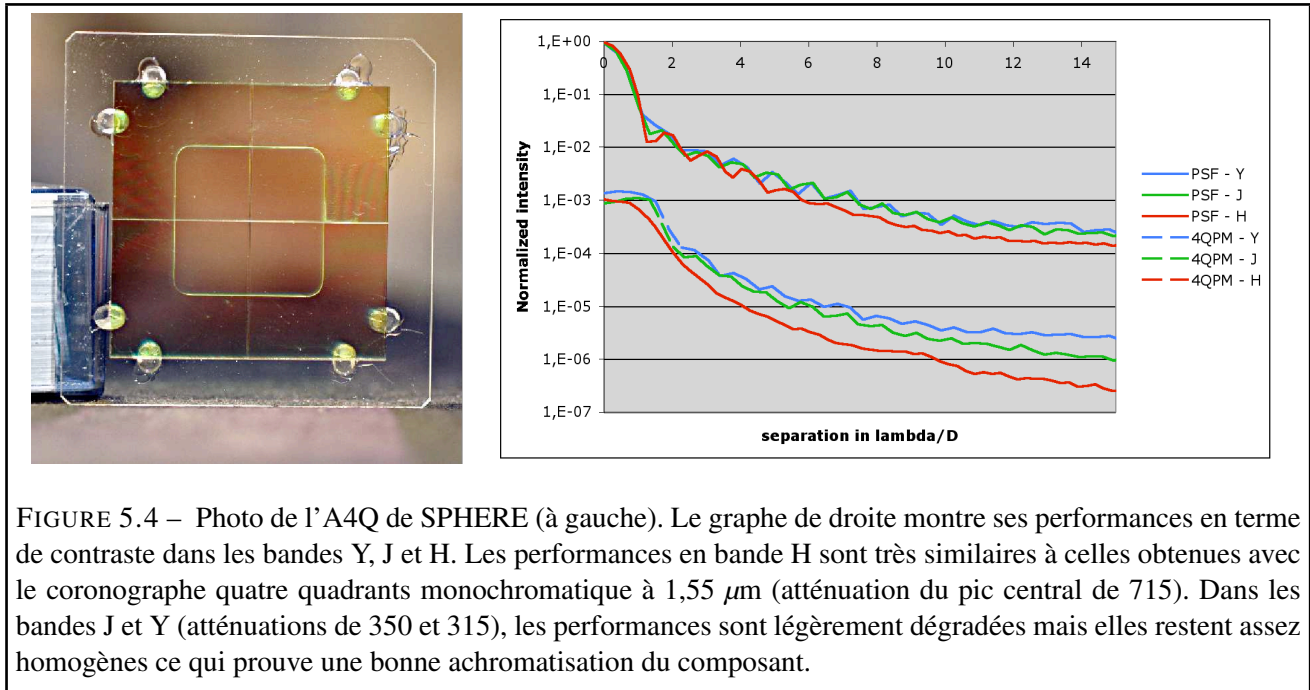 1,E+00
0 2 4 6 8 10 12 14
1,E-01
1,E-02
1,E-03
1,E-04
1,E-05
1,E-06
1,E-07
Normalized intensity
separation in lambda/D
PSF - Y
PSF - J
PSF - H
4QPM - Y
4QPM - J
4QPM - H
FIGURE 5.4 – Photo de l'A4Q de SPHERE (à gauche). Le graphe de droite montre ses performances en terme
de contraste dans les bandes Y, J et H. Les performances en bande H sont très similaires à celles obtenues avec
le coronographe quatre quadrants monochromatique à 1,55 μm (atténuation du pic central de 715). Dans les
bandes J et Y (atténuations de 350 et 315), les performances sont légèrement dégradées mais elles restent assez
homogènes ce qui prouve une bonne achromatisation du composant.